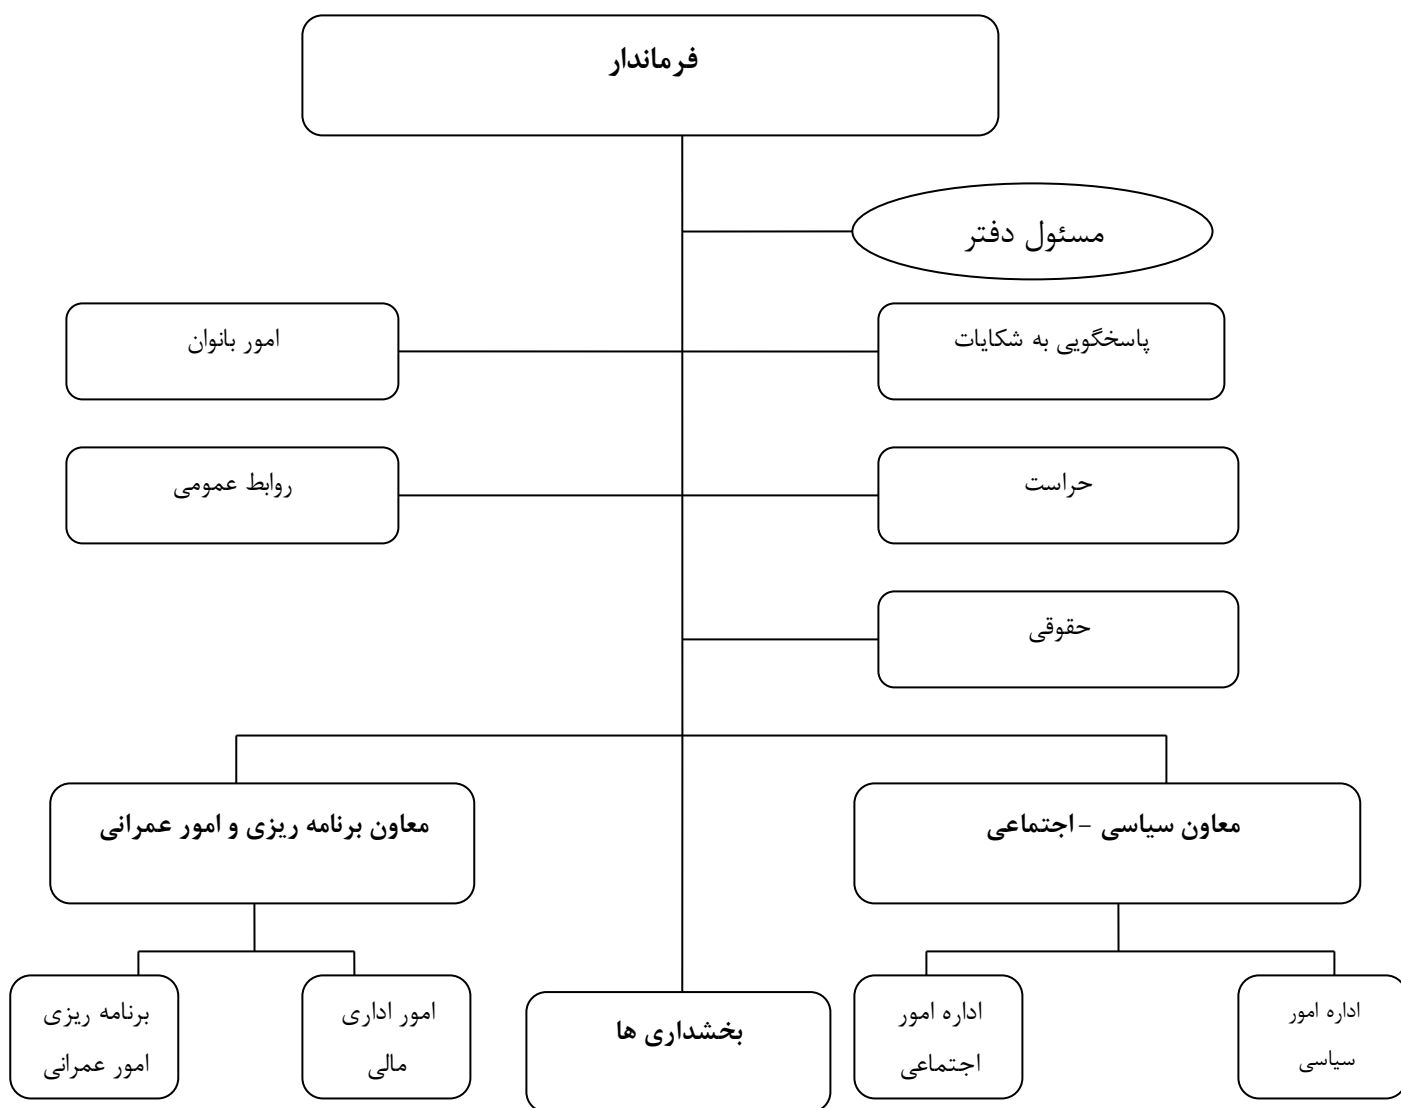 فرماندار
مسئول دفتر
پاسخگویی به شکایات
امور بانوان
حراست
روابط عمومی
حقوقی
معاون سیاسی - اجتماعی
معاون برنامه ریزی و امور عمرانی
اداره امور
سیاسی
اداره امور
اجتماعی
بخشداری ها
امور اداری
مالی
برنامه ریزی
امور عمرانی